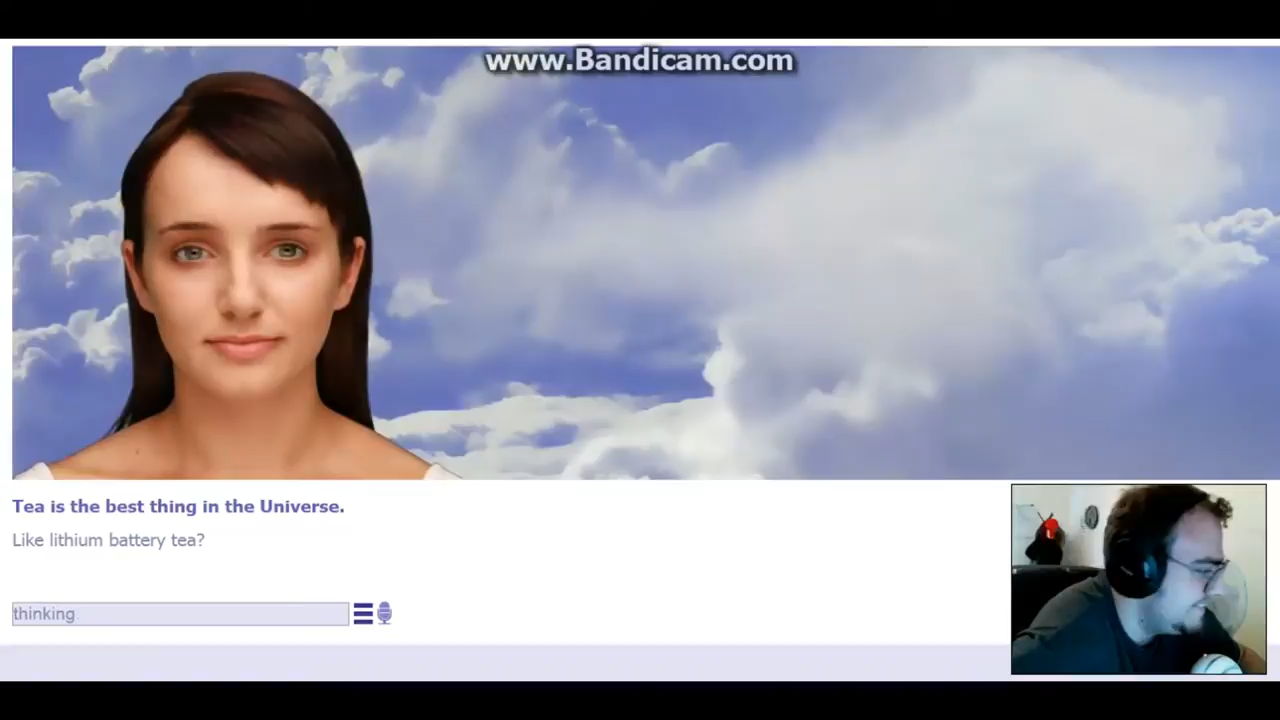 www.Bandicam.com
Tea is the best thing in the Universe.
Like lithium battery tea?
thinking